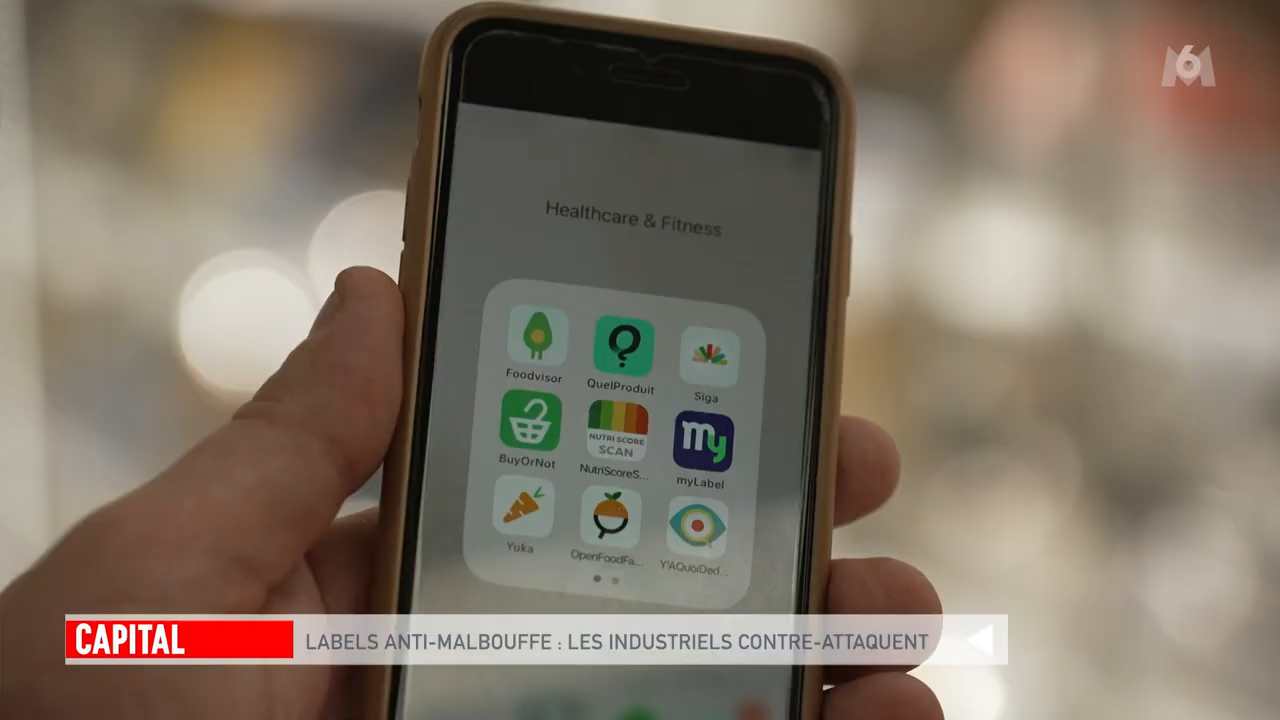 M6
Healthcare & Fitness
Foodvisor
QuelProduit
Siga
BuyOrNot
NUTRI SCORE
SCAN
NutriScoreS...
my
myLabel
Yuka
OpenFoodFa...
Y'AQuoiDed...
CAPITAL LABELS ANTI-MALBOUFFE : LES INDUSTRIELS CONTRE-ATTAQUENT